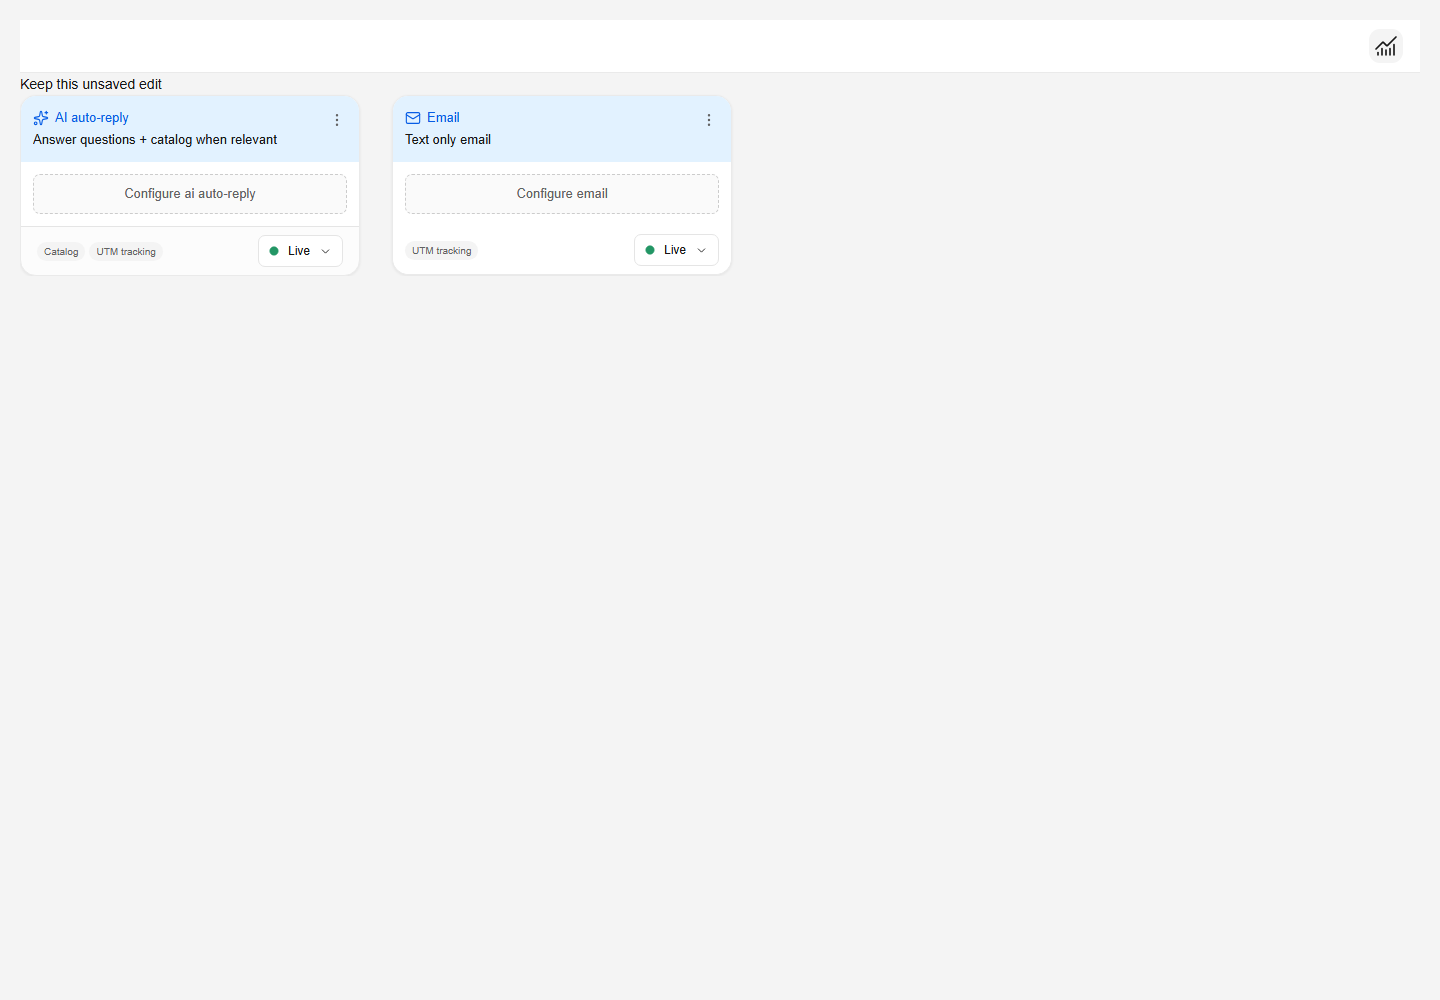 Keep this unsaved edit
AI auto-reply
Answer questions + catalog when relevant
Configure ai auto-reply
Catalog
UTM tracking
Live
Email
Text only email
Configure email
UTM tracking
Live